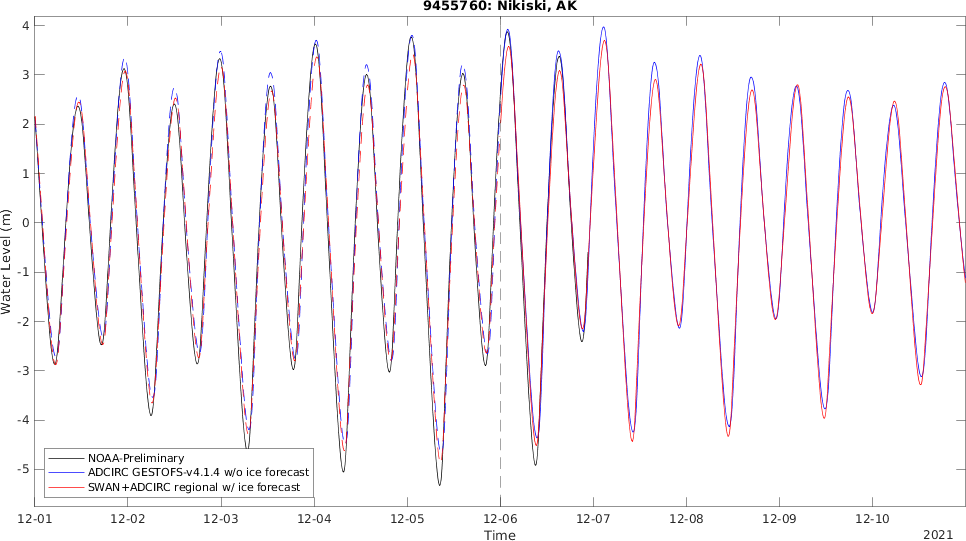 9455760: Nikiski, AK
4
3
2
1
0
-1
-2
-3
-4
-5
Water Level (m)
NOAA-Preliminary
ADCIRC GESTOFS-v4.1.4 w/o ice forecast
SWAN+ADCIRC regional w/ ice forecast
12-01 12-02 12-03 12-04 12-05 12-06 12-07 12-08 12-09 12-10
Time
2021